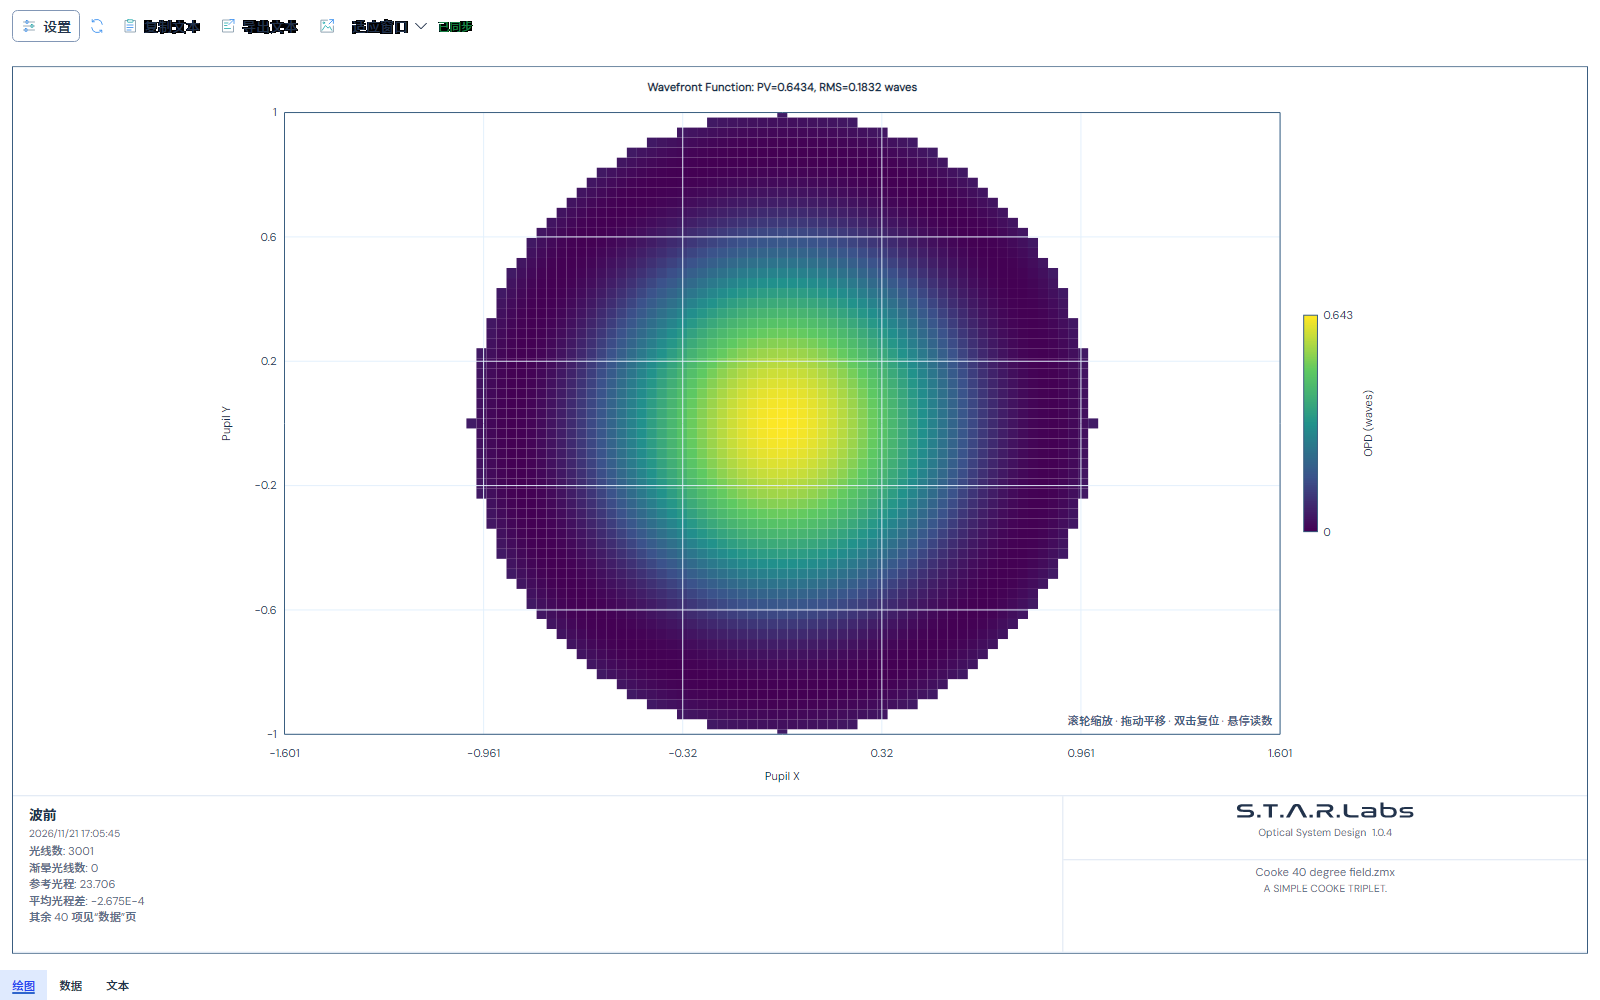 设置
Wavefront Function: PV=0.6434, RMS=0.1832 waves
1
0.6
0.2
-0.2
-0.6
-1
Pupil Y
-1.601
-0.961
-0.32
0.32
0.961
1.601
Pupil X
滚轮缩放 · 拖动平移 · 双击复位 · 悬停读数
0.643
0
OPD (waves)
波前
2026/11/21 17:05:45
光线数: 3001
渐晕光线数: 0
参考光程: 23.706
平均光程差: -2.675E-4
其余 40 项见“数据”页
S.T.A.R.Labs
Optical System Design 1.0.4
Cooke 40 degree field.zmx
A SIMPLE COOKE TRIPLET.
绘图
数据
文本